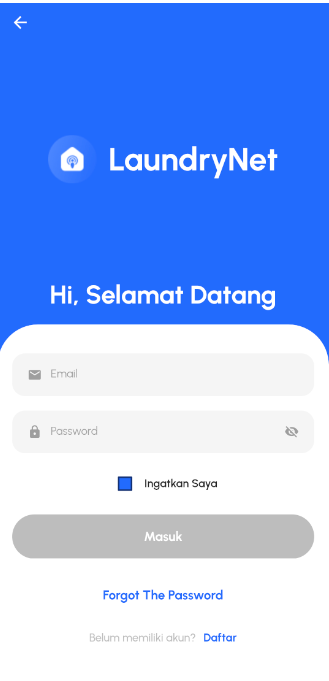 LaundryNet
Hi, Selamat Datang
Email
Password
Ingatkan Saya
Masuk
Forgot The Password
Belum memiliki akun? Daftar